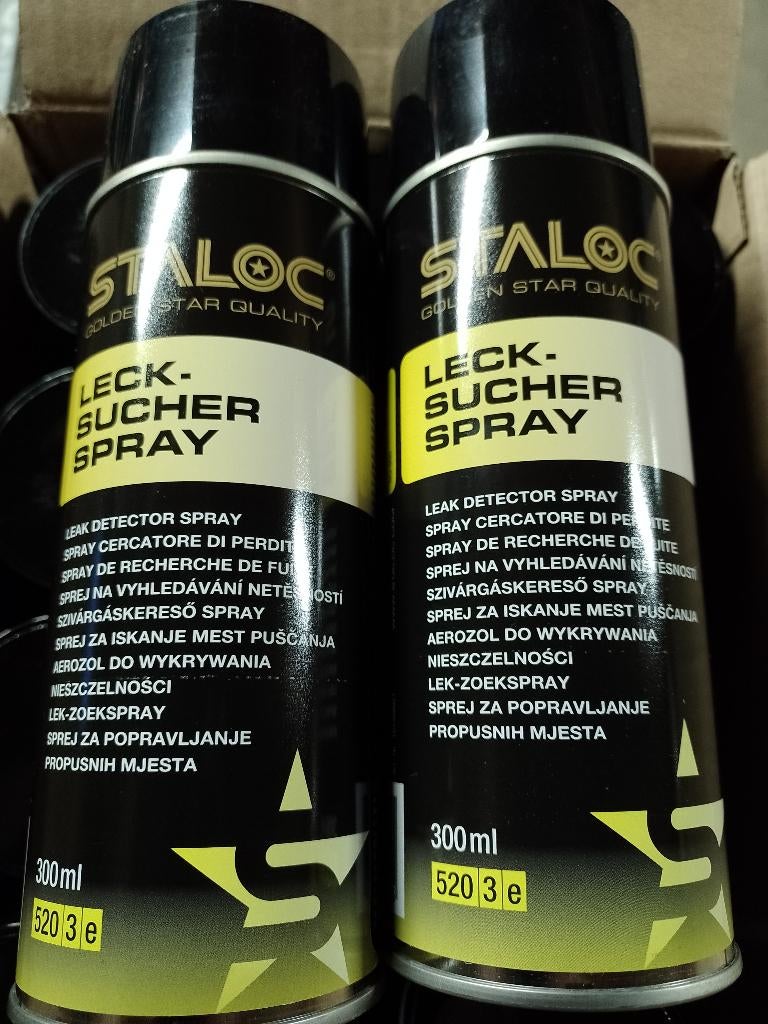 STALOC®
GOLDEN STAR QUALITY
LECK-
SUCHER
SPRAY
LEAK DETECTOR SPRAY
SPRAY CERCATORE DI PERDITE
SPRAY DE RECHERCHE DE FUITE
SPREJ NA VYHLEDÁVÁNÍ NETĚSNOSTÍ
SZIVÁRGÁSKERESŐ SPRAY
SPREJ ZA ISKANJE MEST PUŠČANJA
AEROZOL DO WYKRYWANIA
NIESZCZELNOŚCI
LEK-ZOEKSPRAY
SPREJ ZA POPRAVLJANJE
PROPUSNIH MJESTA
300ml
520 3 e
STALOC®
GOLDEN STAR QUALITY
LECK-
SUCHER
SPRAY
LEAK DETECTOR SPRAY
SPRAY CERCATORE DI PERDITE
SPRAY DE RECHERCHE DE FUITE
SPREJ NA VYHLEDÁVÁNÍ NETĚSNOSTÍ
SZIVÁRGÁSKERESŐ SPRAY
SPREJ ZA ISKANJE MEST PUŠČANJA
AEROZOL DO WYKRYWANIA
NIESZCZELNOŚCI
LEK-ZOEKSPRAY
SPREJ ZA POPRAVLJANJE
PROPUSNIH MJESTA
300ml
520 3 e